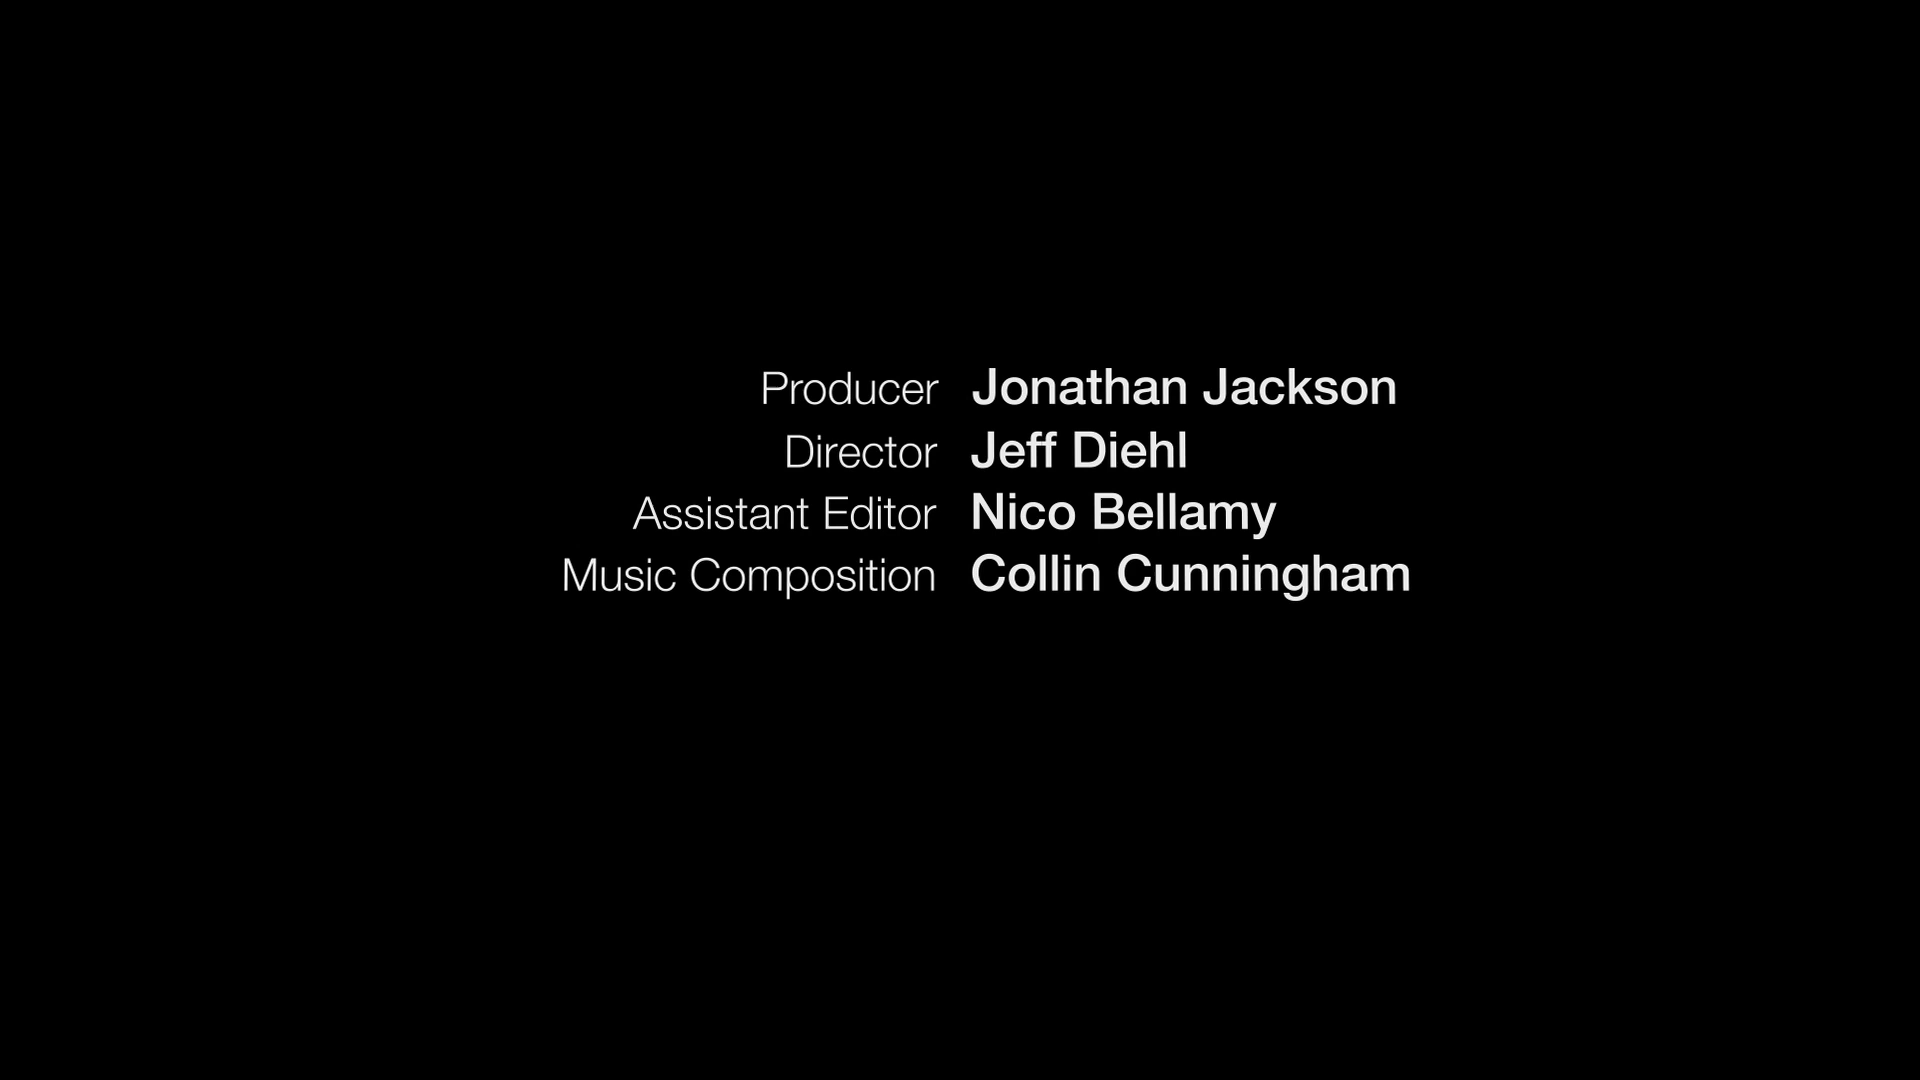 Producer Jonathan Jackson
Director Jeff Diehl
Assistant Editor Nico Bellamy
Music Composition Collin Cunningham